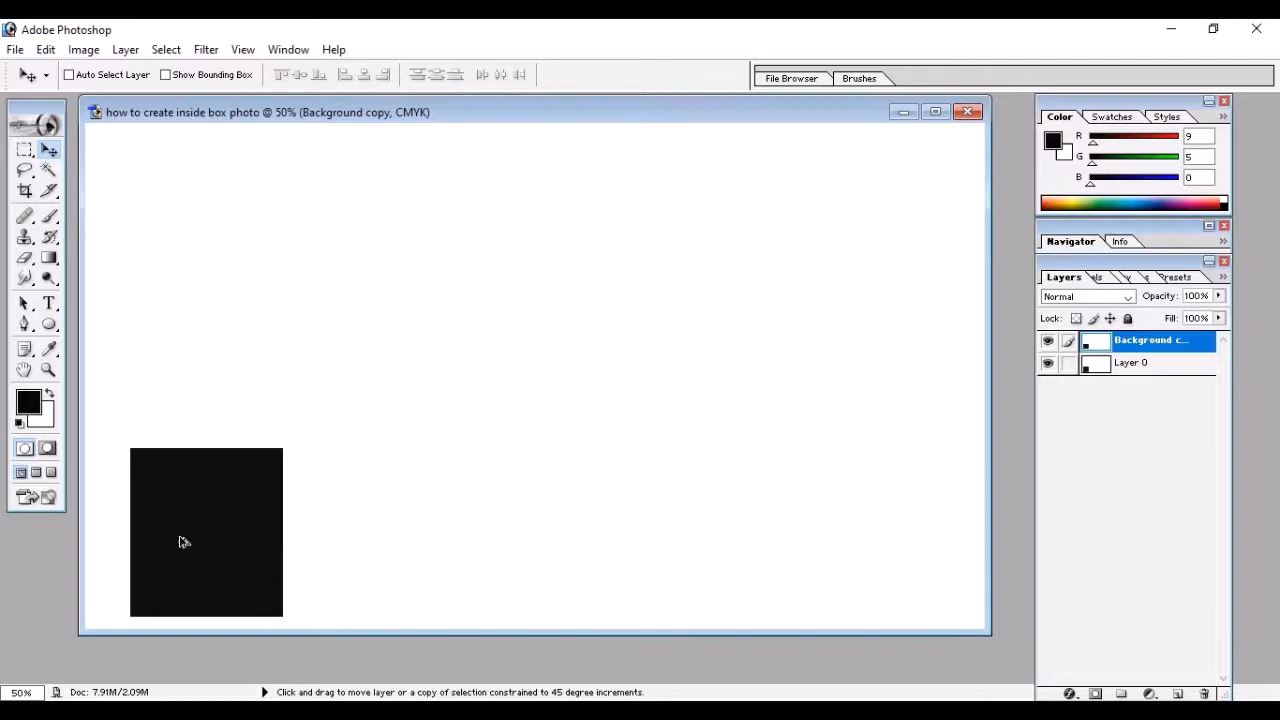 Adobe Photoshop
File Edit Image Layer Select Filter View Window Help
Auto Select Layer Show Bounding Box File Browser Brushes
how to create inside box photo @ 50% (Background copy, CMYK)
Color Swatches Styles
R 9
G 5
B 0
Navigator Info
Layers els resets
Normal Opacity: 100%
Lock: Fill: 100%
Background c...
Layer 0
T
50% Doc: 7.91M/2.09M Click and drag to move layer or a copy of selection constrained to 45 degree increments.